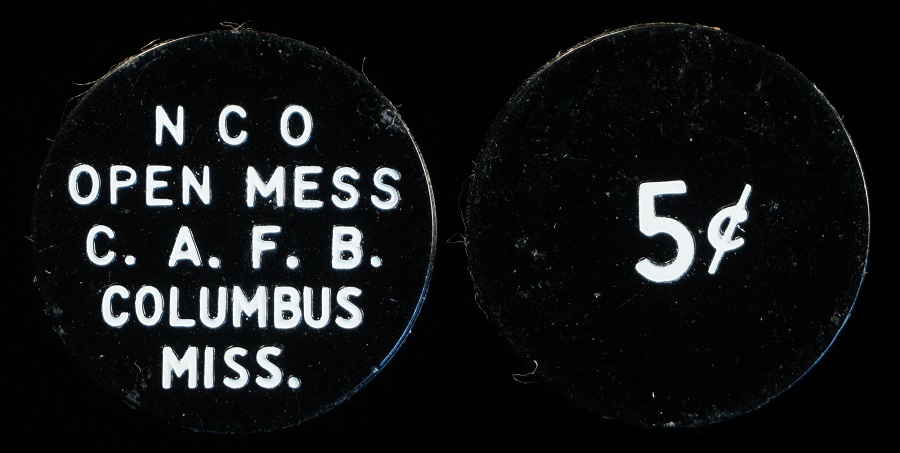 N C O
OPEN MESS
C. A. F. B.
COLUMBUS
MISS.
5¢